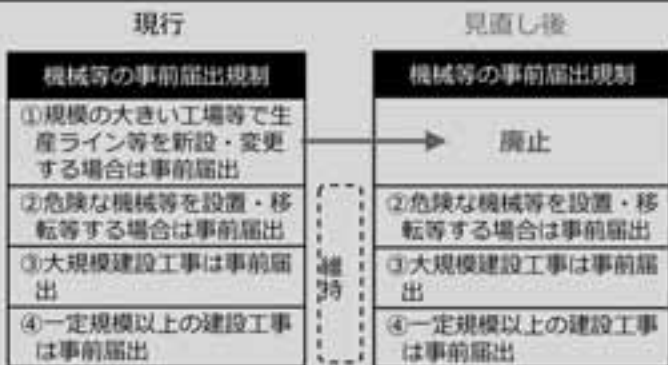 現行
機械等の事前届出規制
①規模の大きい工場等で生
産ライン等を新設・変更
する場合は事前届出
②危険な機械等を設置・移
転等する場合は事前届出
③大規模建設工事は事前届
出
④一定規模以上の建設工事
は事前届出
維持
見直し後
機械等の事前届出規制
廃止
②危険な機械等を設置・移
転等する場合は事前届出
③大規模建設工事は事前届
出
④一定規模以上の建設工事
は事前届出